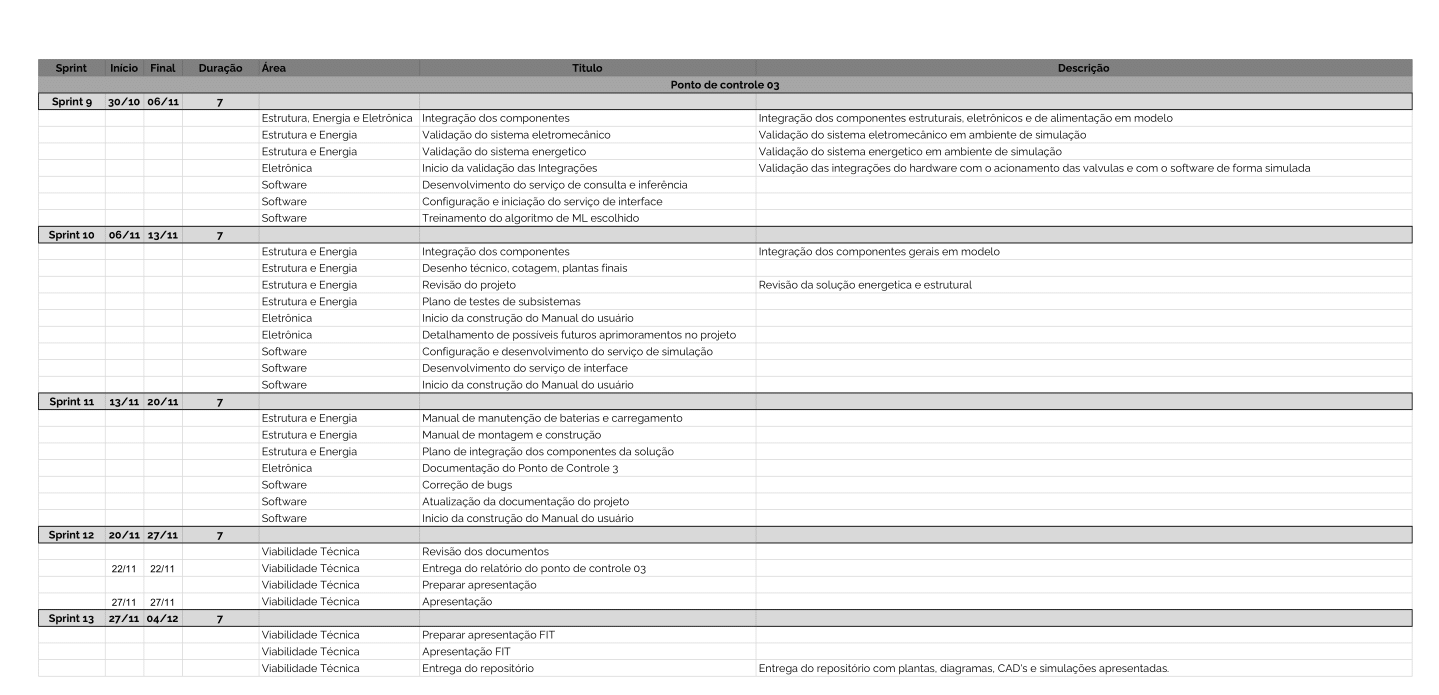 Sprint Início Final Duração Área Titulo Descrição
Ponto de controle 03
Sprint 9 30/10 06/11 7
Estrutura, Energia e Eletrônica Integração dos componentes Integração dos componentes estruturais, eletrônicos e de alimentação em modelo
Estrutura e Energia Validação do sistema eletromecânico Validação do sistema eletromecânico em ambiente de simulação
Estrutura e Energia Validação do sistema energetico Validação do sistema energetico em ambiente de simulação
Eletrônica Inicio da validação das Integrações Validação das integrações do hardware com o acionamento das valvulas e com o software de forma simulada
Software Desenvolvimento do serviço de consulta e inferência
Software Configuração e iniciação do serviço de interface
Software Treinamento do algoritmo de ML escolhido
Sprint 10 06/11 13/11 7
Estrutura e Energia Integração dos componentes Integração dos componentes gerais em modelo
Estrutura e Energia Desenho técnico, cotagem, plantas finais
Estrutura e Energia Revisão do projeto Revisão da solução energetica e estrutural
Estrutura e Energia Plano de testes de subsistemas
Eletrônica Inicio da construção do Manual do usuário
Eletrônica Detalhamento de possíveis futuros aprimoramentos no projeto
Software Configuração e desenvolvimento do serviço de simulação
Software Desenvolvimento do serviço de interface
Software Inicio da construção do Manual do usuário
Sprint 11 13/11 20/11 7
Estrutura e Energia Manual de manutenção de baterias e carregamento
Estrutura e Energia Manual de montagem e construção
Estrutura e Energia Plano de integração dos componentes da solução
Eletrônica Documentação do Ponto de Controle 3
Software Correção de bugs
Software Atualização da documentação do projeto
Software Inicio da construção do Manual do usuário
Sprint 12 20/11 27/11 7
Viabilidade Técnica Revisão dos documentos
22/11 22/11 Viabilidade Técnica Entrega do relatório do ponto de controle 03
Viabilidade Técnica Preparar apresentação
27/11 27/11 Viabilidade Técnica Apresentação
Sprint 13 27/11 04/12 7
Viabilidade Técnica Preparar apresentação FIT
Viabilidade Técnica Apresentação FIT
Viabilidade Técnica Entrega do repositório Entrega do repositório com plantas, diagramas, CAD's e simulações apresentadas.